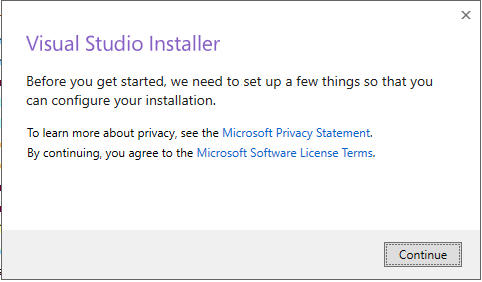 Visual Studio Installer
Before you get started, we need to set up a few things so that you
can configure your installation.
To learn more about privacy, see the Microsoft Privacy Statement.
By continuing, you agree to the Microsoft Software License Terms.
Continue